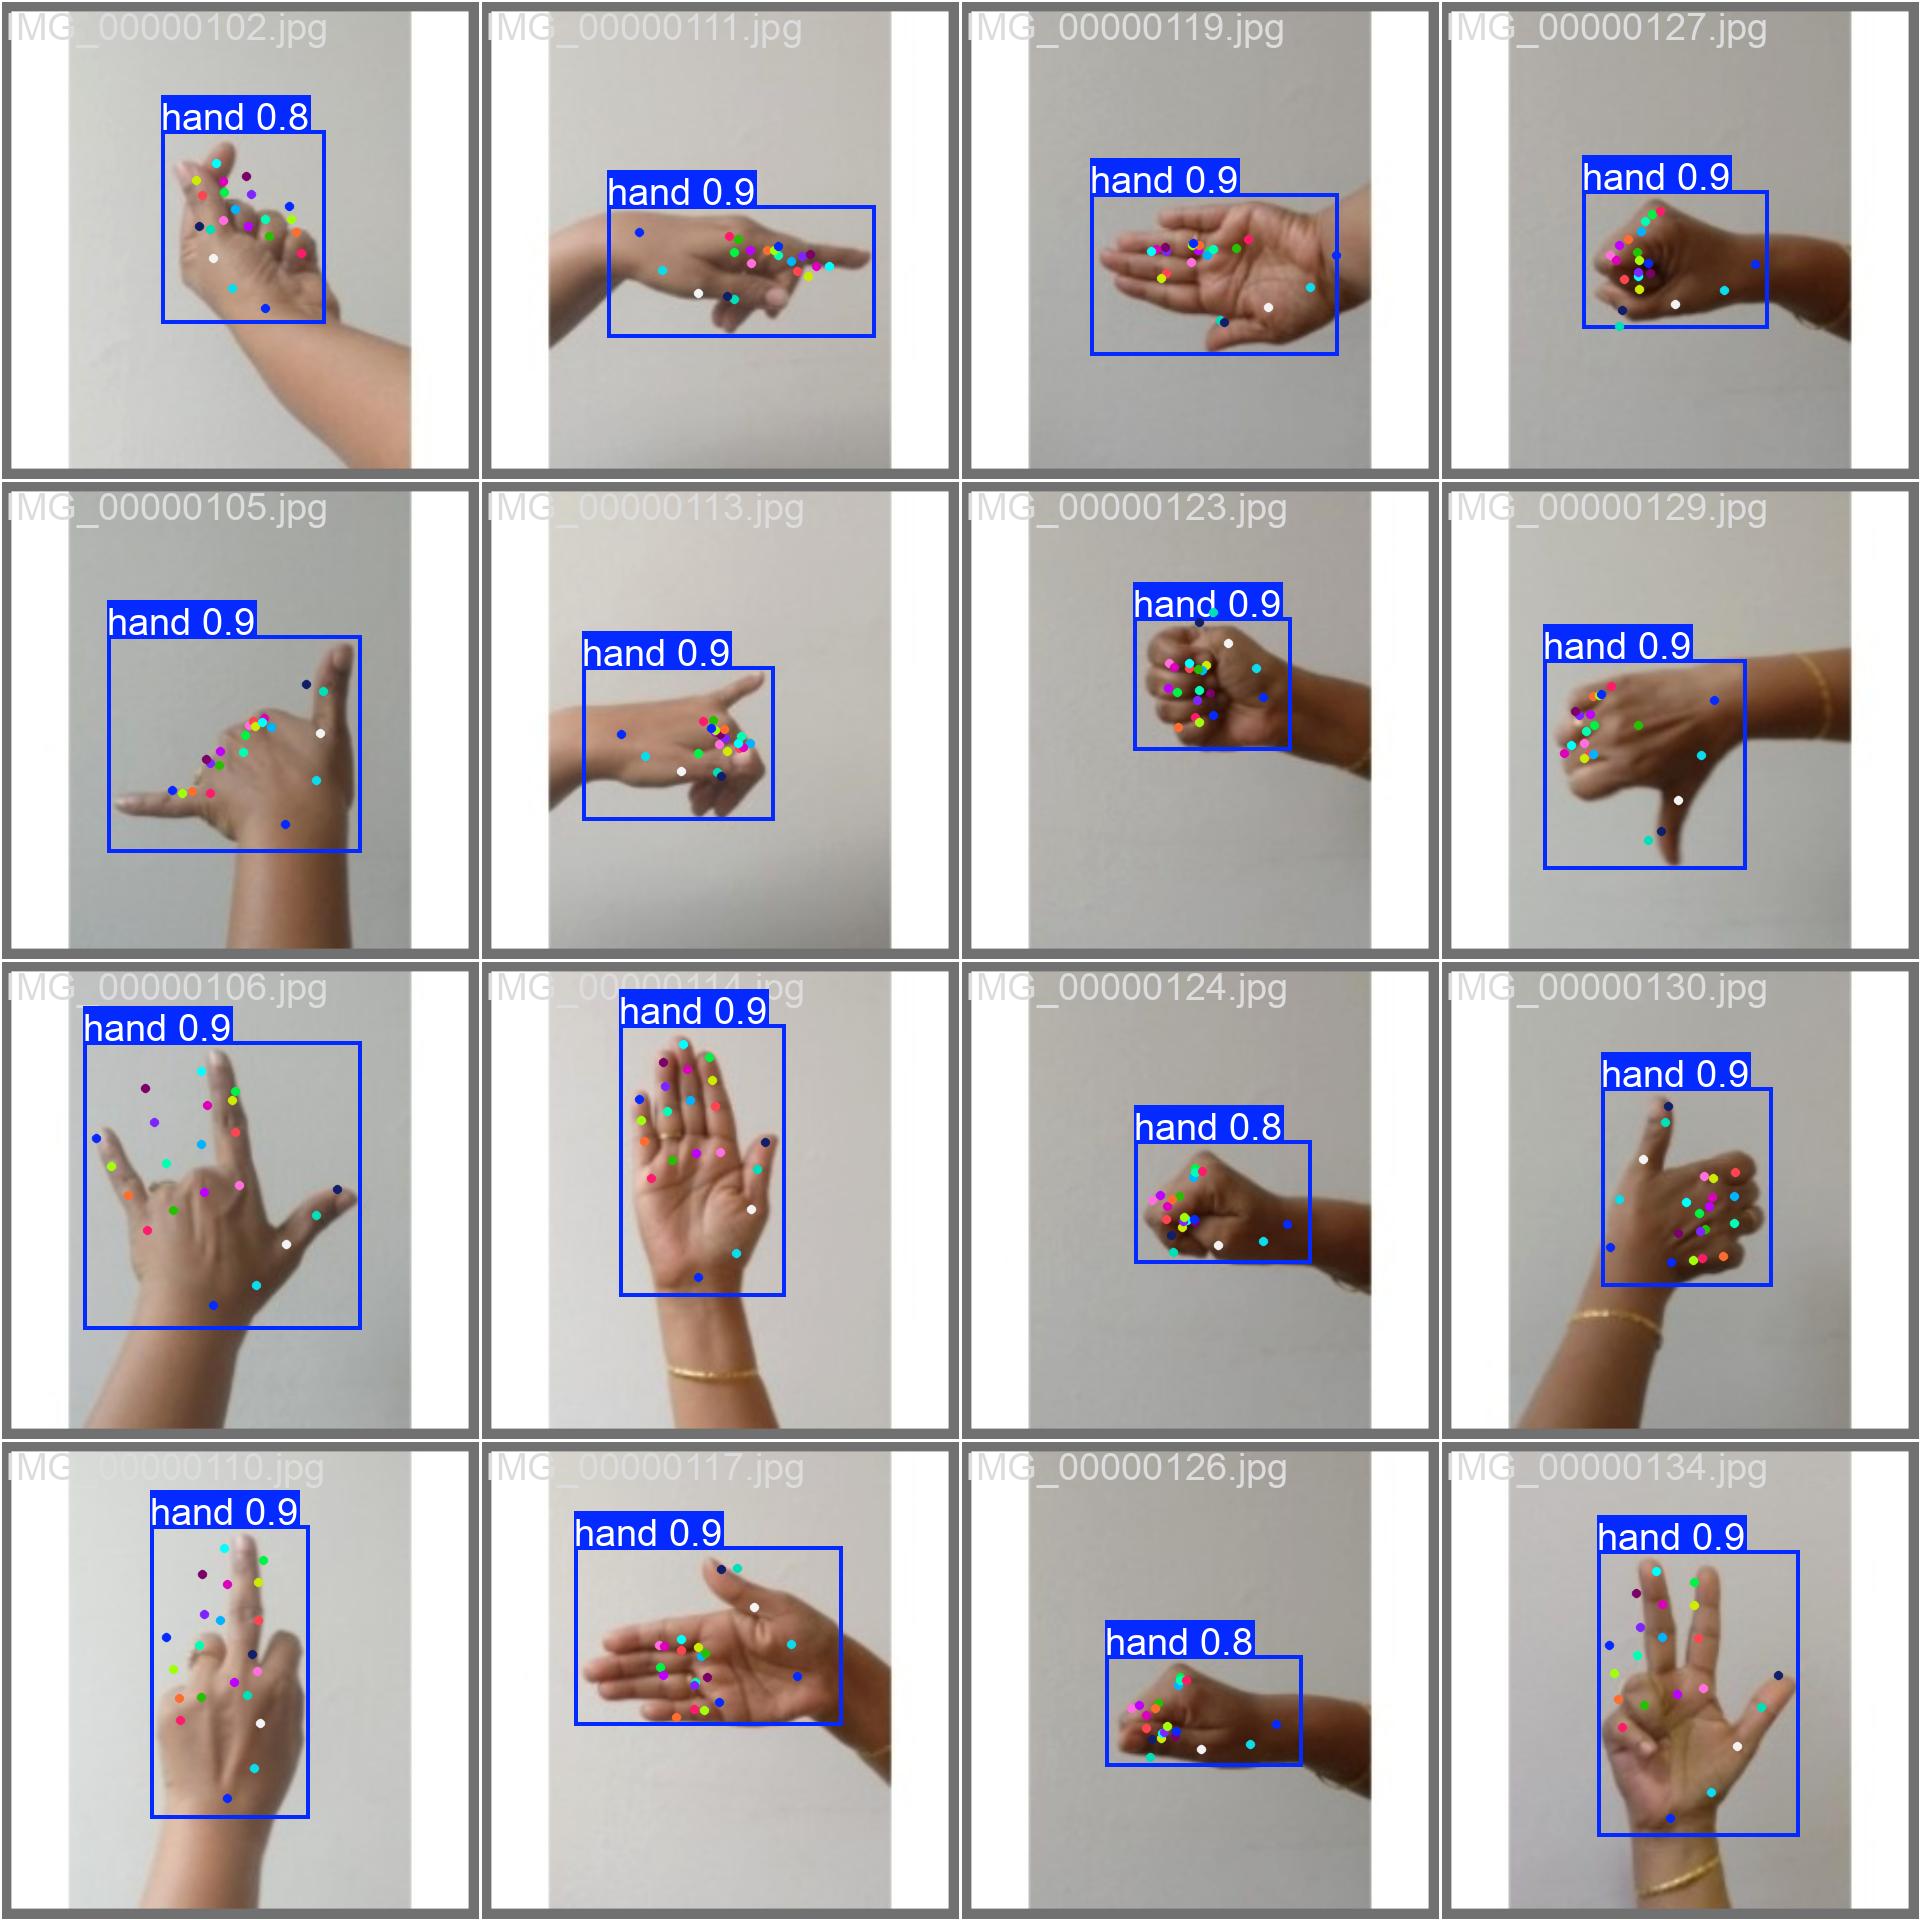 IMG_00000102.jpg
hand 0.8
IMG_00000111.jpg
hand 0.9
IMG_00000119.jpg
hand 0.9
IMG_00000127.jpg
hand 0.9
IMG_00000105.jpg
hand 0.9
IMG_00000113.jpg
hand 0.9
IMG_00000123.jpg
hand 0.9
IMG_00000129.jpg
hand 0.9
IMG_00000106.jpg
hand 0.9
IMG_00000114.jpg
hand 0.9
IMG_00000124.jpg
hand 0.8
IMG_00000130.jpg
hand 0.9
IMG_00000110.jpg
hand 0.9
IMG_00000117.jpg
hand 0.9
IMG_00000126.jpg
hand 0.8
IMG_00000134.jpg
hand 0.9